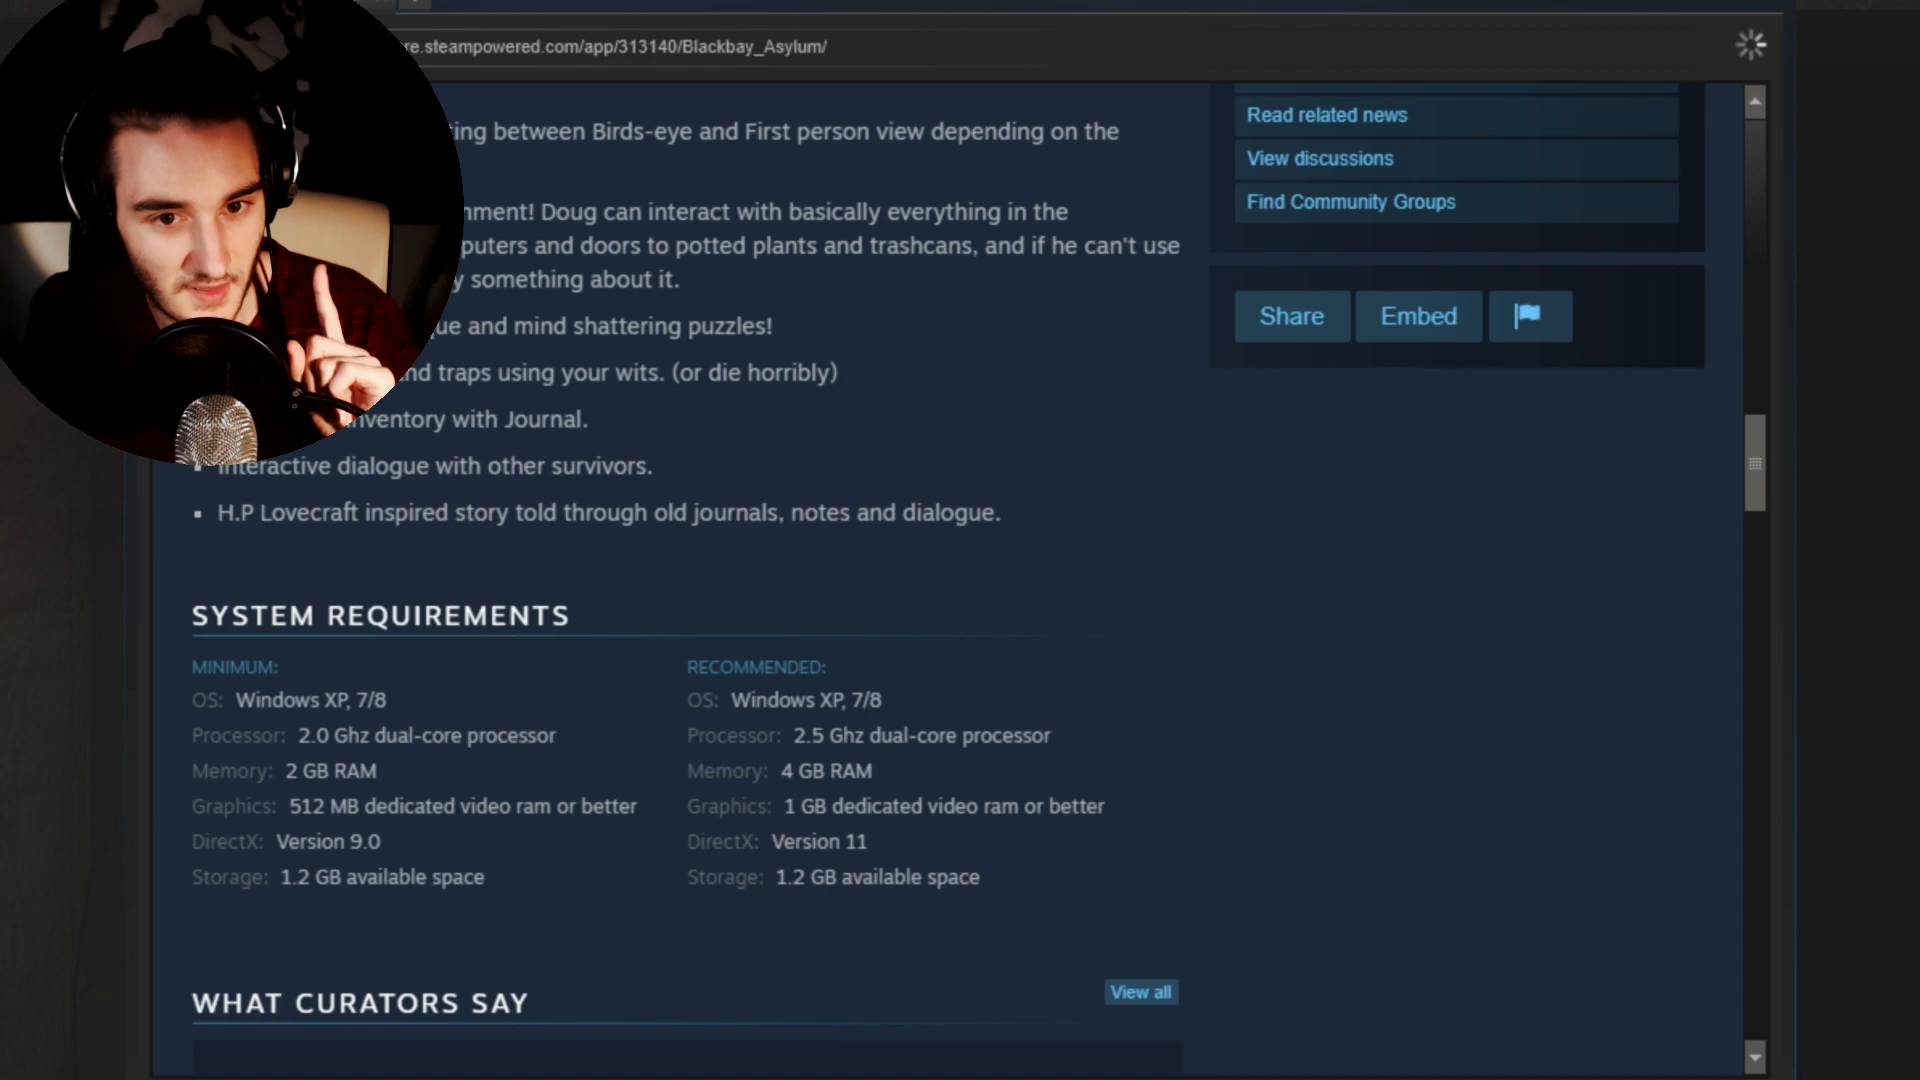 re.steampowered.com/app/313140/Blackbay_Asylum/
ing between Birds-eye and First person view depending on the
nment! Doug can interact with basically everything in the
puters and doors to potted plants and trashcans, and if he can't use
y something about it.
ue and mind shattering puzzles!
nd traps using your wits. (or die horribly)
nventory with Journal.
Interactive dialogue with other survivors.
H.P Lovecraft inspired story told through old journals, notes and dialogue.
Read related news
View discussions
Find Community Groups
Share Embed
SYSTEM REQUIREMENTS
MINIMUM:
OS: Windows XP, 7/8
Processor: 2.0 Ghz dual-core processor
Memory: 2 GB RAM
Graphics: 512 MB dedicated video ram or better
DirectX: Version 9.0
Storage: 1.2 GB available space
RECOMMENDED:
OS: Windows XP, 7/8
Processor: 2.5 Ghz dual-core processor
Memory: 4 GB RAM
Graphics: 1 GB dedicated video ram or better
DirectX: Version 11
Storage: 1.2 GB available space
WHAT CURATORS SAY
View all